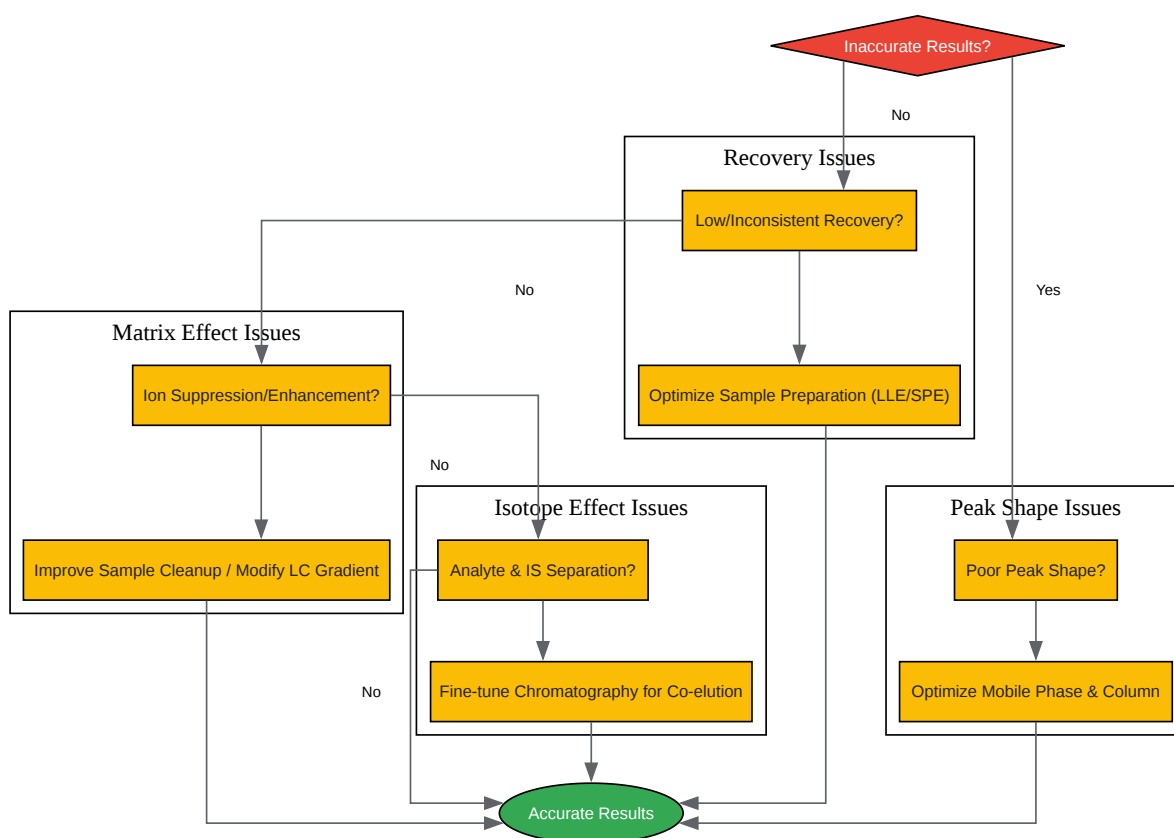 Inaccurate Results?
No
Recovery Issues
Low/Inconsistent Recovery?
No
Yes
Matrix Effect Issues
Ion Suppression/Enhancement?
Optimize Sample Preparation (LLE/SPE)
No
Isotope Effect Issues
Peak Shape Issues
Improve Sample Cleanup / Modify LC Gradient
Analyte & IS Separation?
Poor Peak Shape?
No
Fine-tune Chromatography for Co-elution
Optimize Mobile Phase & Column
Accurate Results